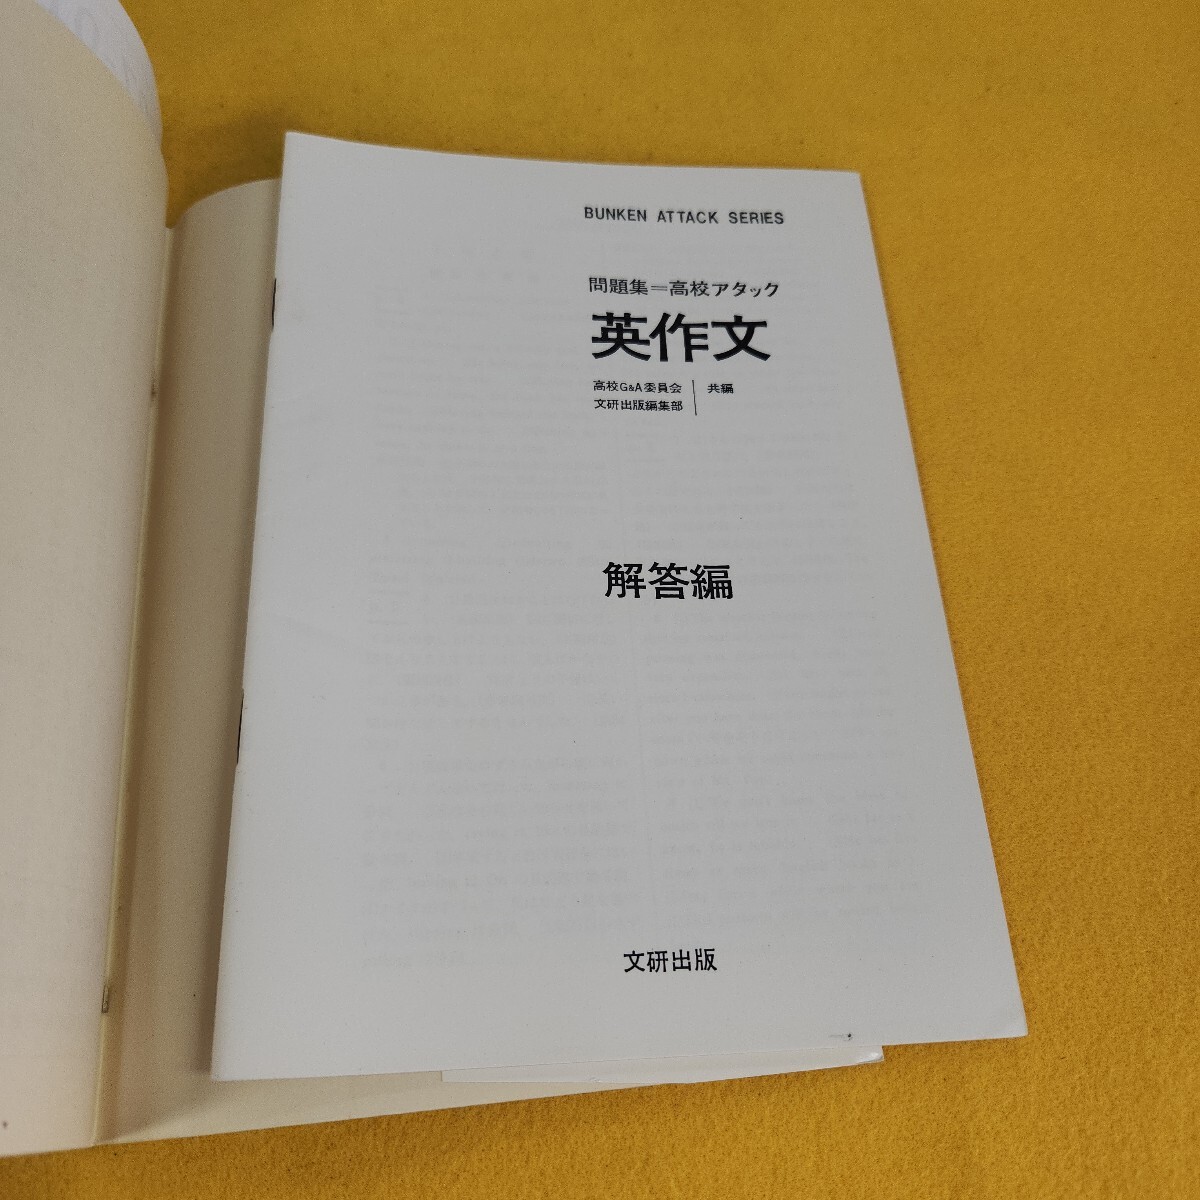 BUNKEN ATTACK SERIES
問題集=高校アタック
英作文
高校G&A委員会
文研出版編集部
共編
解答編
文研出版